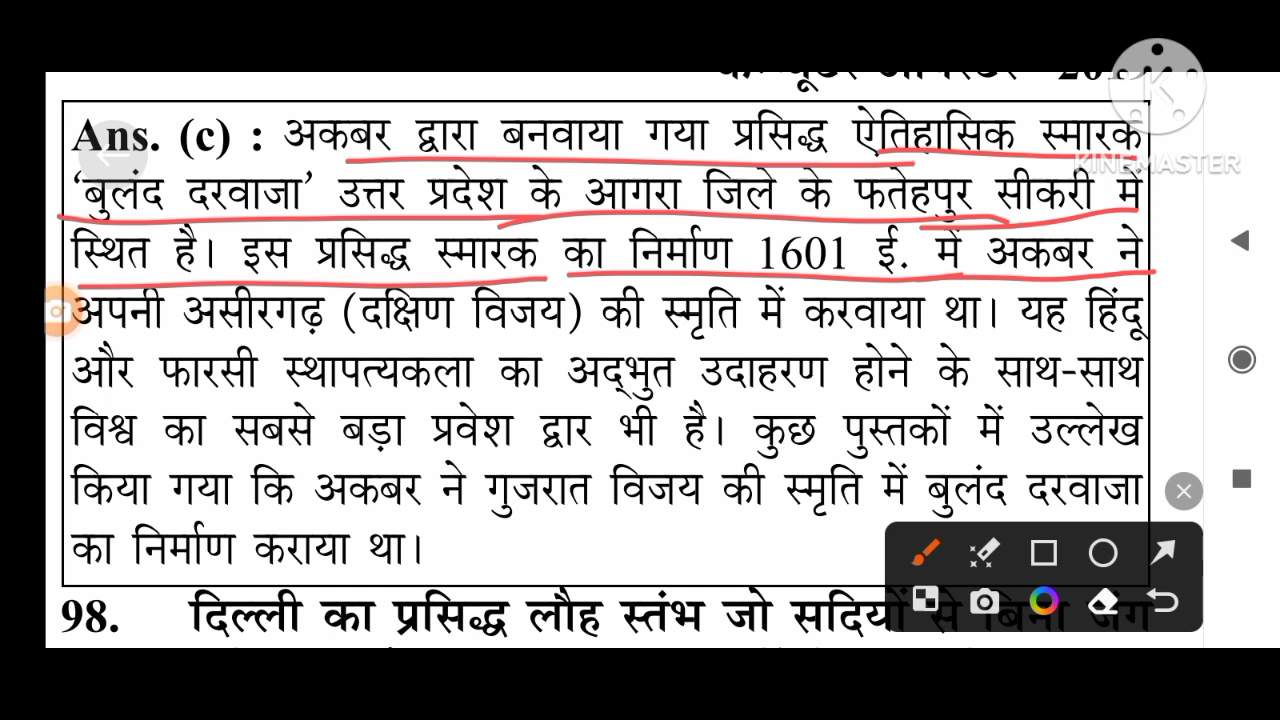 Ans. (c) : अकबर द्वारा बनवाया गया प्रसिद्ध ऐतिहासिक स्मारक
KINEMASTER
‘बुलंद दरवाजा’ उत्तर प्रदेश के आगरा जिले के फतेहपुर सीकरी में
स्थित है। इस प्रसिद्ध स्मारक का निर्माण 1601 ई. में अकबर ने
अपनी असीरगढ़ (दक्षिण विजय) की स्मृति में करवाया था। यह हिंदू
और फारसी स्थापत्यकला का अद्‌भुत उदाहरण होने के साथ-साथ
विश्व का सबसे बड़ा प्रवेश द्वार भी है। कुछ पुस्तकों में उल्लेख
किया गया कि अकबर ने गुजरात विजय की स्मृति में बुलंद दरवाजा
का निर्माण कराया था।
98. दिल्ली का प्रसिद्ध लौह स्तंभ जो सदियों से बिना जंग